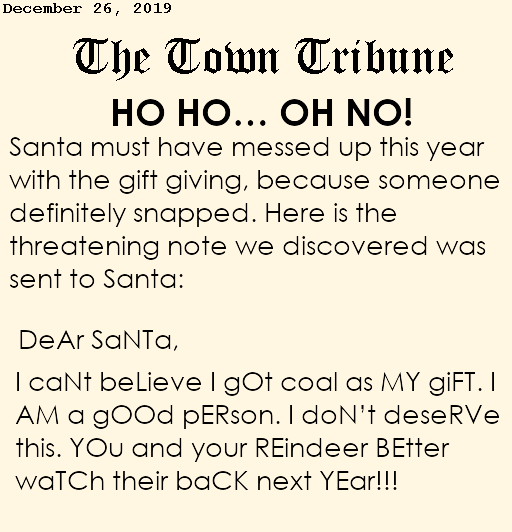 December 26, 2019
The Town Tribune
HO HO... OH NO!
Santa must have messed up this year
with the gift giving, because someone
definitely snapped. Here is the
threatening note we discovered was
sent to Santa:
DeAr SaNTa,
I caNt beLieve I gOt coal as MY giFT. I
AM a gOOd pERson. I doN't deseRVe
this. YOu and your REindeer BEtter
waTCh their baCK next YEar!!!